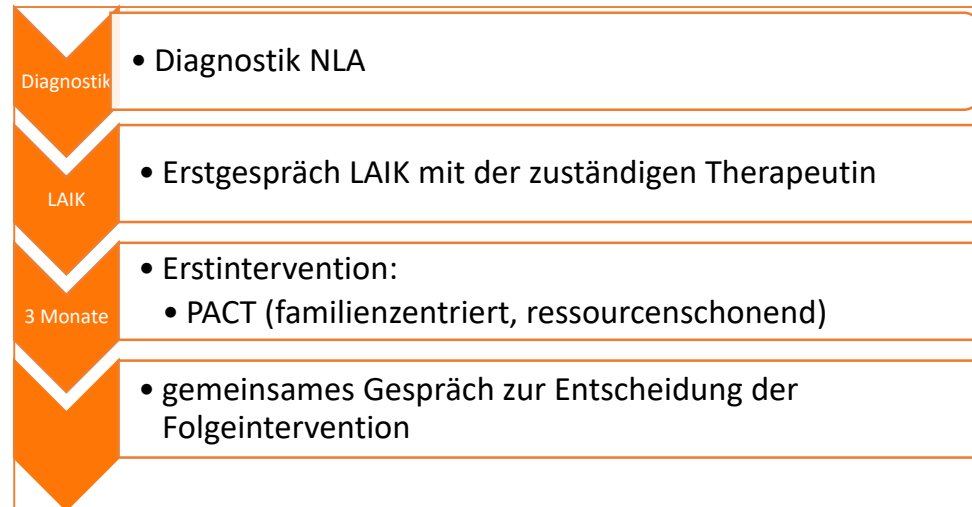 Diagnostik
• Diagnostik NLA
LAIK
• Erstgespräch LAIK mit der zuständigen Therapeutin
3 Monate
• Erstintervention:
• PACT (familienzentriert, ressourcenschonend)
• gemeinsames Gespräch zur Entscheidung der
Folgeintervention